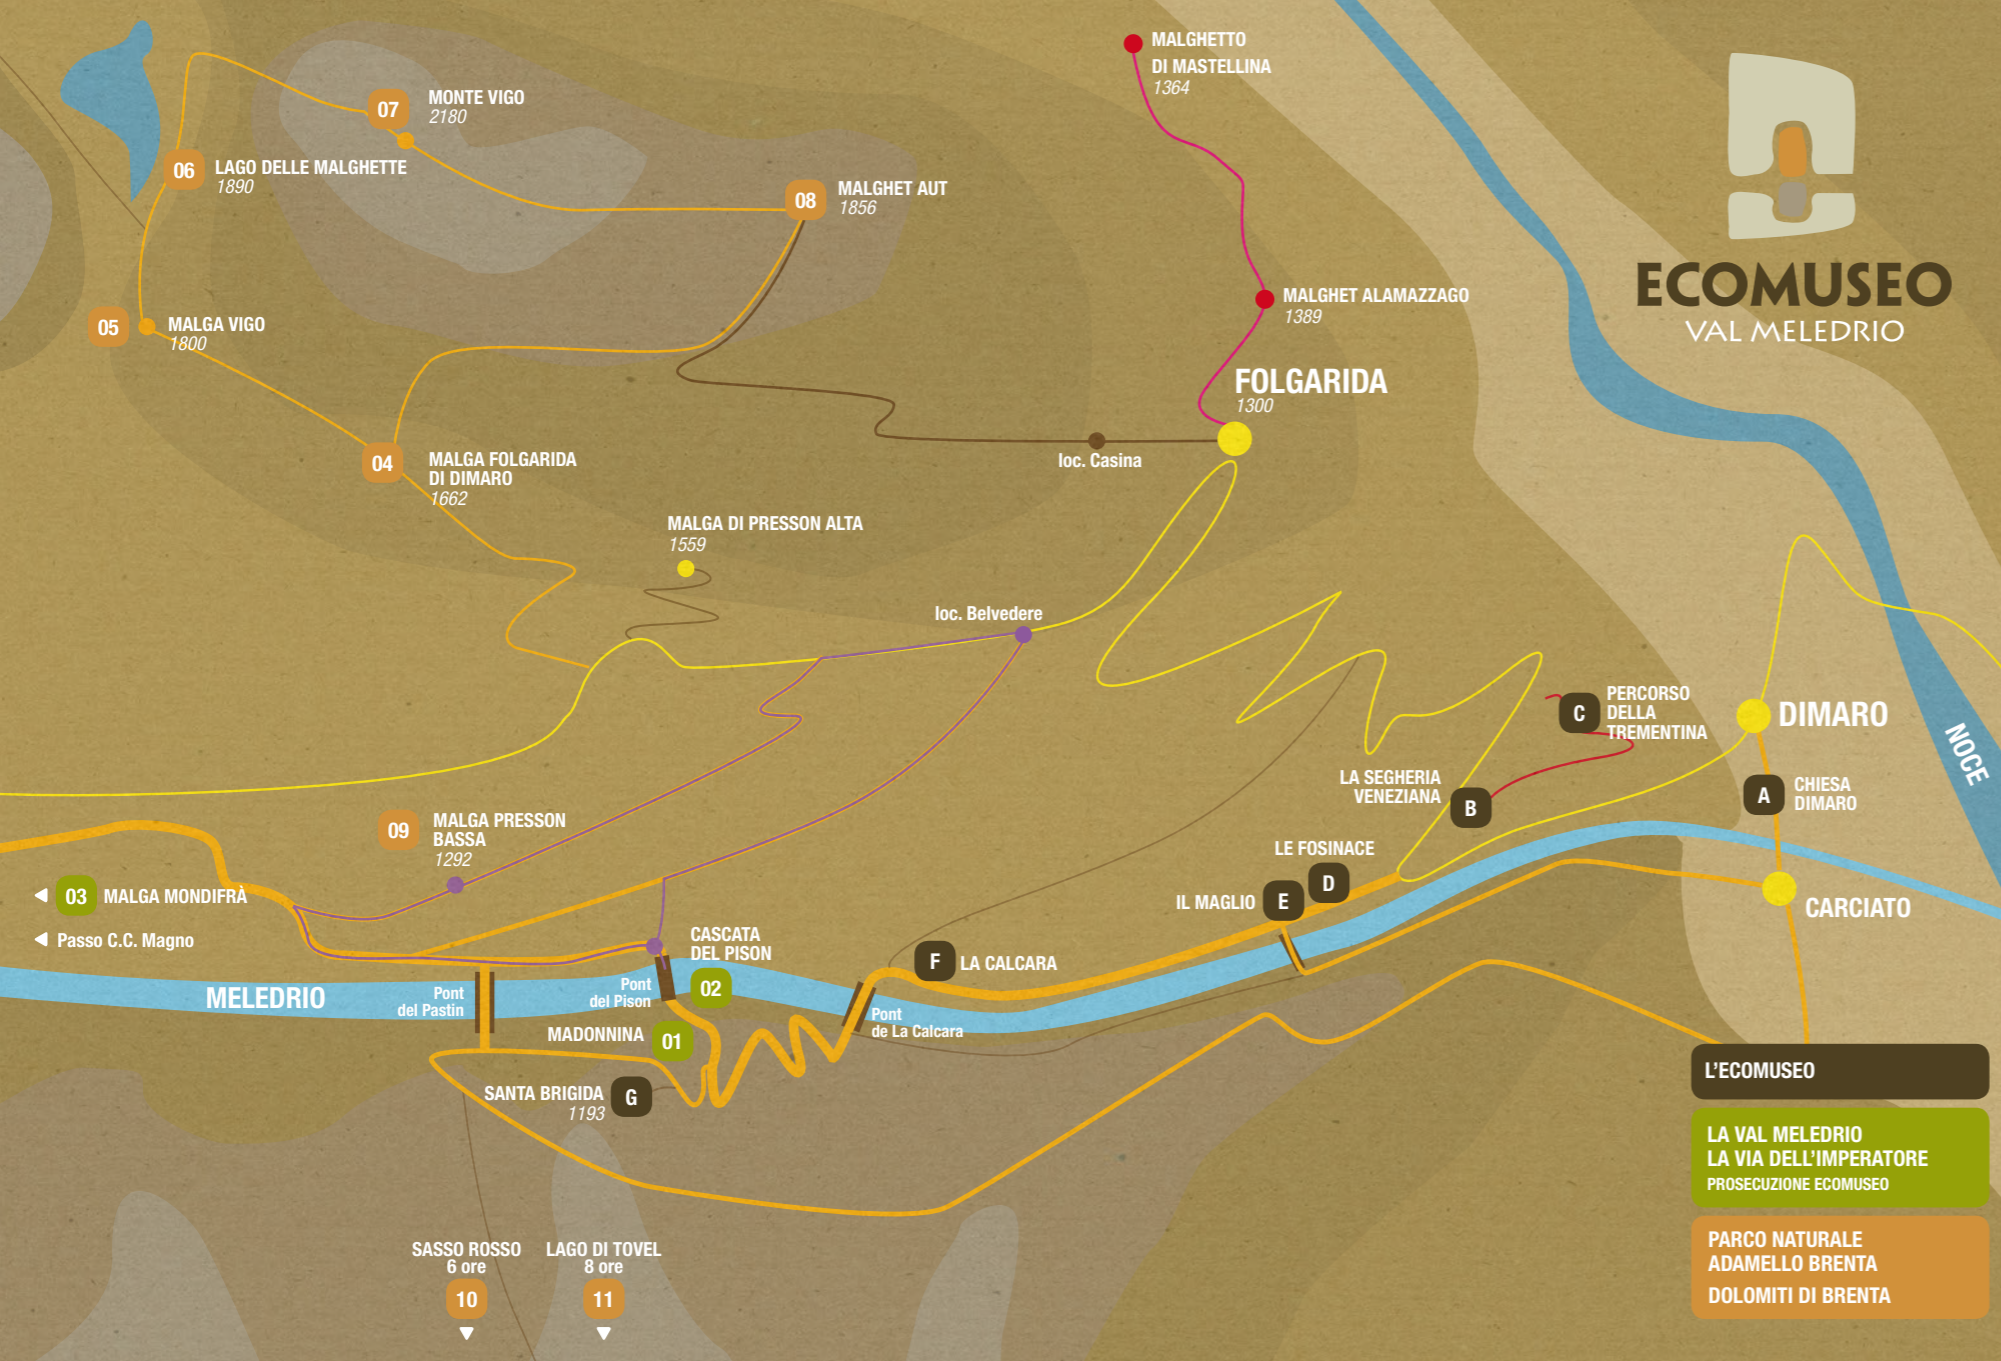 MALGHETTO
DI MASTELLINA
1364
07
MONTE VIGO
2180
06
LAGO DELLE MALGHETTE
1890
08
MALGHET AUT
1856
ECOMUSEO
VAL MELEDRIO
05
MALGA VIGO
1800
MALGHET ALAMAZZAGO
1389
FOLGARIDA
1300
04
MALGA FOLGARIDA
DI DIMARO
1662
loc. Casina
MALGA DI PRESSON ALTA
1559
loc. Belvedere
C
PERCORSO
DELLA
TREMENTINA
DIMARO
NOCE
LA SEGHERIA
VENEZIANA
B
A
CHIESA
DIMARO
09
MALGA PRESSON
BASSA
1292
LE FOSINACE
D
IL MAGLIO
E
CARCIATO
03
MALGA MONDIFRÀ
Passo C.C. Magno
CASCATA
DEL PISON
02
F
LA CALCARA
MELEDRIO
Pont
del Pastin
Pont
del Pison
Pont
de La Calcara
MADONNINA
01
SANTA BRIGIDA
1193
G
L'ECOMUSEO
LA VAL MELEDRIO
LA VIA DELL'IMPERATORE
PROSECUZIONE ECOMUSEO
PARCO NATURALE
ADAMELLO BRENTA
DOLOMITI DI BRENTA
SASSO ROSSO
6 ore
10
LAGO DI TOVEL
8 ore
11